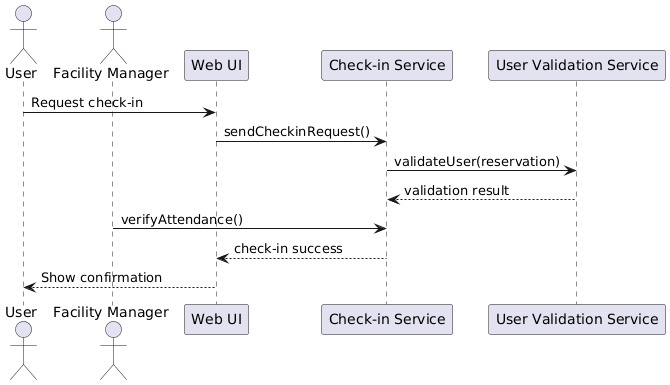 User
Facility Manager
Web UI
Check-in Service
User Validation Service
Request check-in
sendCheckinRequest()
validateUser(reservation)
validation result
verifyAttendance()
check-in success
Show confirmation
User
Facility Manager
Web UI
Check-in Service
User Validation Service